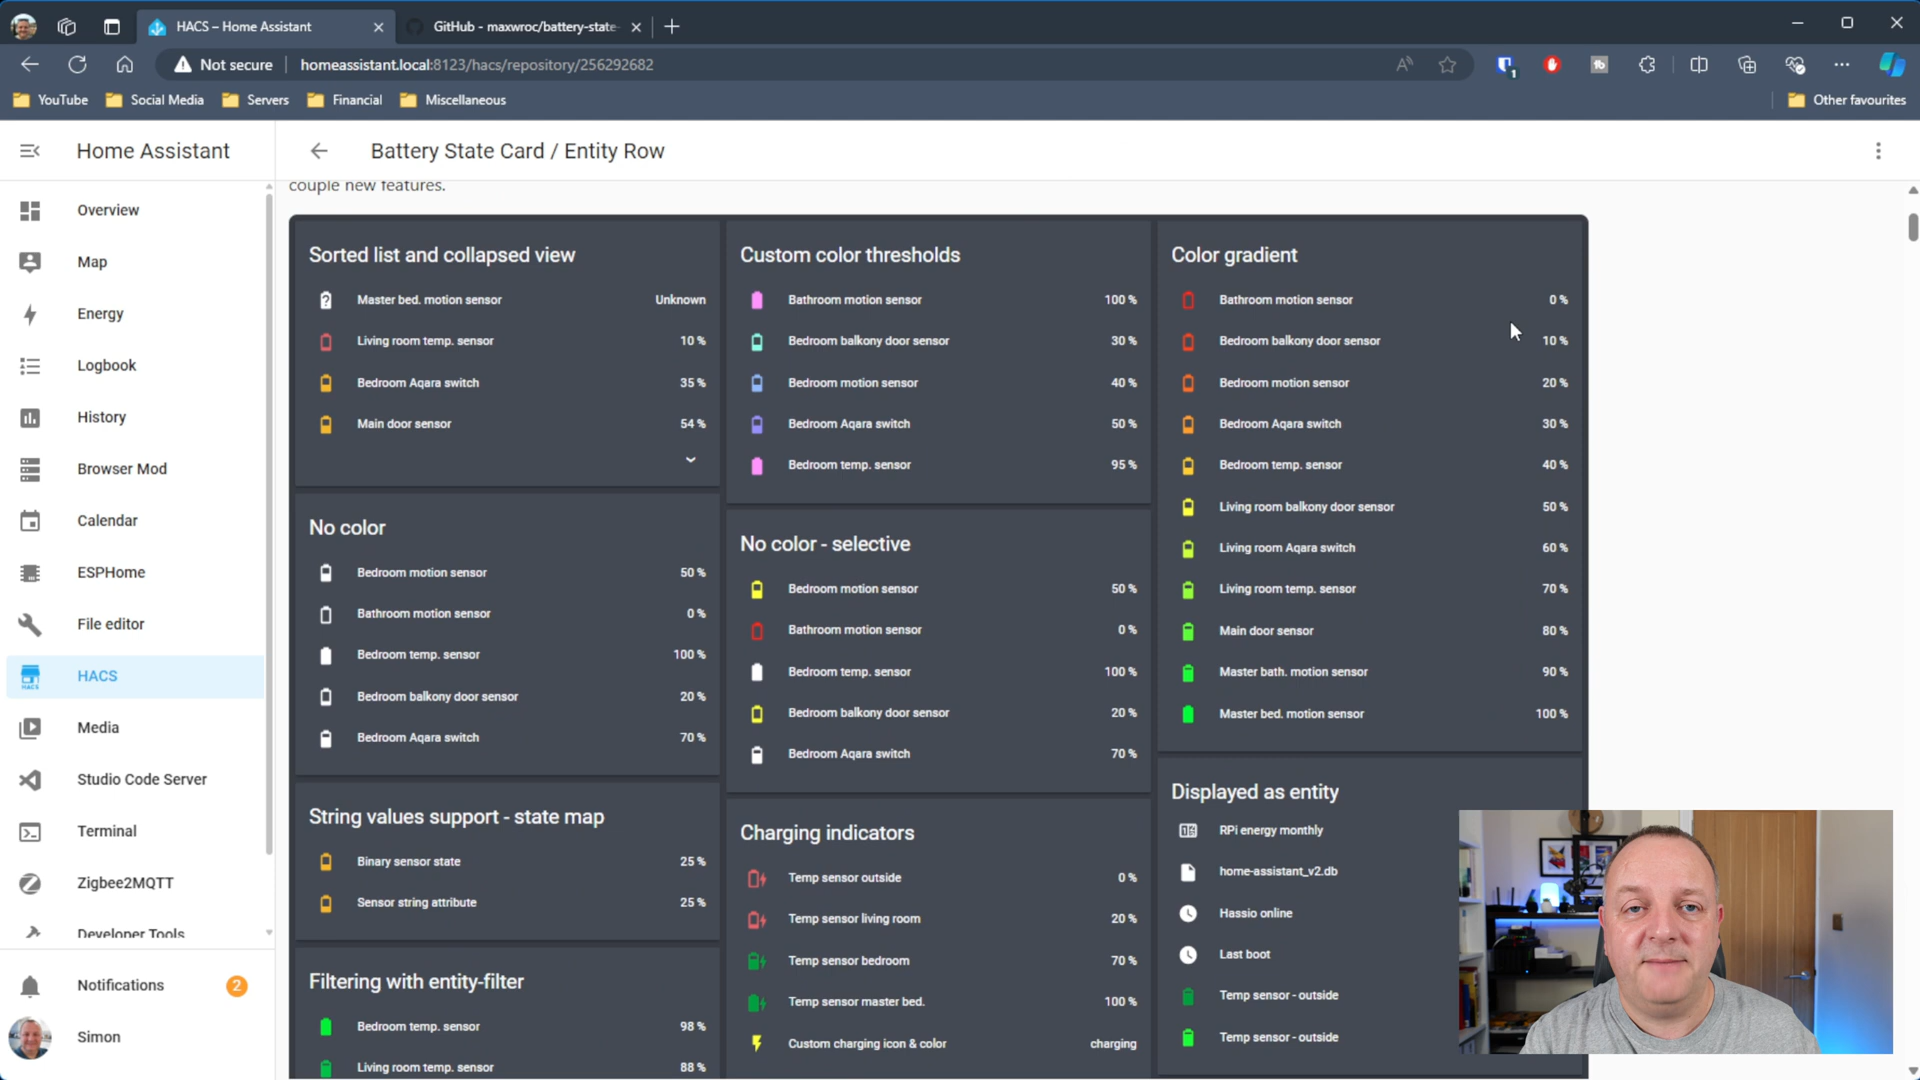 HACS – Home Assistant
GitHub - maxwroc/battery-state-
Not secure
homeassistant.local:8123/hacs/repository/256292682
YouTube
Social Media
Servers
Financial
Miscellaneous
Other favourites
Home Assistant
Battery State Card / Entity Row
couple new features.
Overview
Map
Energy
Logbook
History
Browser Mod
Calendar
ESPHome
File editor
HACS
Media
Studio Code Server
Terminal
Zigbee2MQTT
Developer Tools
Notifications
2
Simon
Sorted list and collapsed view
Master bed. motion sensor Unknown
Living room temp. sensor 10 %
Bedroom Aqara switch 35 %
Main door sensor 54 %
No color
Bedroom motion sensor 50 %
Bathroom motion sensor 0 %
Bedroom temp. sensor 100 %
Bedroom balkony door sensor 20 %
Bedroom Aqara switch 70 %
String values support - state map
Binary sensor state 25 %
Sensor string attribute 25 %
Filtering with entity-filter
Bedroom temp. sensor 98 %
Living room temp. sensor 88 %
Custom color thresholds
Bathroom motion sensor 100 %
Bedroom balkony door sensor 30 %
Bedroom motion sensor 40 %
Bedroom Aqara switch 50 %
Bedroom temp. sensor 95 %
No color - selective
Bedroom motion sensor 50 %
Bathroom motion sensor 0 %
Bedroom temp. sensor 100 %
Bedroom balkony door sensor 20 %
Bedroom Aqara switch 70 %
Charging indicators
Temp sensor outside 0 %
Temp sensor living room 20 %
Temp sensor bedroom 70 %
Temp sensor master bed. 100 %
Custom charging icon & color charging
Color gradient
Bathroom motion sensor 0 %
Bedroom balkony door sensor 10 %
Bedroom motion sensor 20 %
Bedroom Aqara switch 30 %
Bedroom temp. sensor 40 %
Living room balkony door sensor 50 %
Living room Aqara switch 60 %
Living room temp. sensor 70 %
Main door sensor 80 %
Master bath. motion sensor 90 %
Master bed. motion sensor 100 %
Displayed as entity
RPi energy monthly
home-assistant_v2.db
Hassio online
Last boot
Temp sensor - outside
Temp sensor - outside